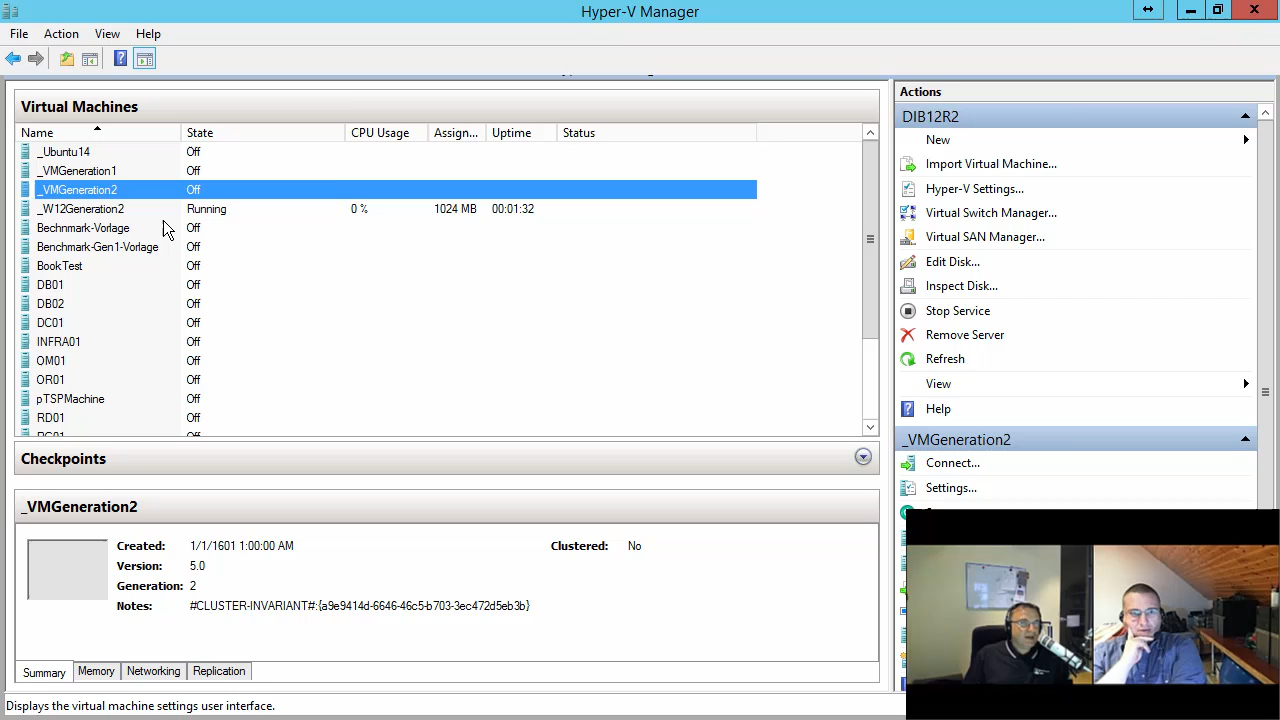 Hyper-V Manager
File Action View Help
Virtual Machines
Name State CPU Usage Assign... Uptime Status
_Ubuntu14 Off
_VMGeneration1 Off
_VMGeneration2 Off
_W12Generation2 Running 0 % 1024 MB 00:01:32
Bechnmark-Vorlage Off
Benchmark-Gen1-Vorlage Off
BookTest Off
DB01 Off
DB02 Off
DC01 Off
INFRA01 Off
OM01 Off
OR01 Off
pTSPMachine Off
RD01 Off
Checkpoints
_VMGeneration2
Created: 1/1/1601 1:00:00 AM Clustered: No
Version: 5.0
Generation: 2
Notes: #CLUSTER-INVARIANT#:{a9e9414d-6646-46c5-b703-3ec472d5eb3b}
Summary Memory Networking Replication
Displays the virtual machine settings user interface.
Actions
DIB12R2
New
Import Virtual Machine...
Hyper-V Settings...
Virtual Switch Manager...
Virtual SAN Manager...
Edit Disk...
Inspect Disk...
Stop Service
Remove Server
Refresh
View
Help
_VMGeneration2
Connect...
Settings...